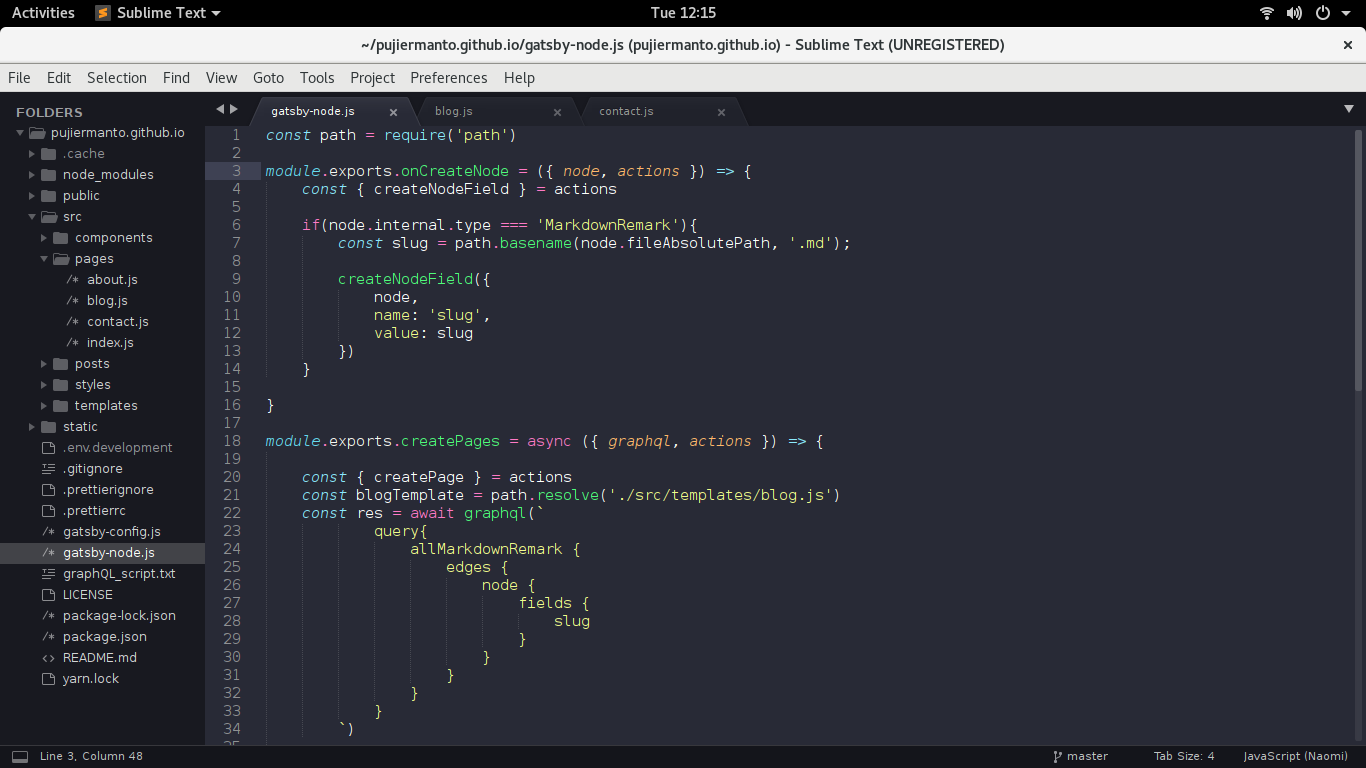 Activities Sublime Text Tue 12:15
~/pujiermanto.github.io/gatsby-node.js (pujiermanto.github.io) - Sublime Text (UNREGISTERED)
File Edit Selection Find View Goto Tools Project Preferences Help
FOLDERS
pujiermanto.github.io
.cache
node_modules
public
src
components
pages
/* about.js
/* blog.js
/* contact.js
/* index.js
posts
styles
templates
static
.env.development
.gitignore
.prettierignore
.prettierrc
/* gatsby-config.js
/* gatsby-node.js
graphQL_script.txt
LICENSE
/* package-lock.json
/* package.json
<> README.md
yarn.lock
gatsby-node.js × blog.js × contact.js ×
1 const path = require('path')
2
3 module.exports.onCreateNode = ({ node, actions }) => {
4 const { createNodeField } = actions
5
6 if(node.internal.type === 'MarkdownRemark'){
7 const slug = path.basename(node.fileAbsolutePath, '.md');
8
9 createNodeField({
10 node,
11 name: 'slug',
12 value: slug
13 })
14 }
15
16 }
17
18 module.exports.createPages = async ({ graphql, actions }) => {
19
20 const { createPage } = actions
21 const blogTemplate = path.resolve('./src/templates/blog.js')
22 const res = await graphql(`
23 query{
24 allMarkdownRemark {
25 edges {
26 node {
27 fields {
28 slug
29 }
30 }
31 }
32 }
33 }
34 `)
Line 3, Column 48 master Tab Size: 4 JavaScript (Naomi)